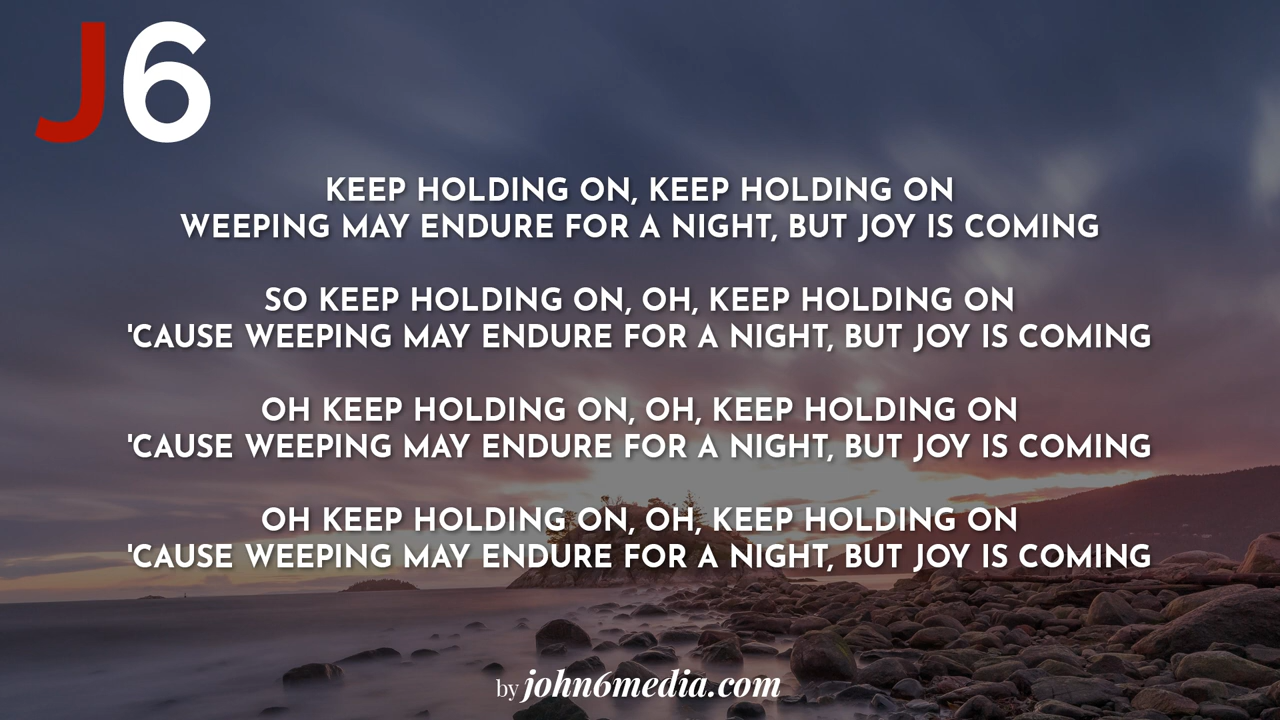 J6
KEEP HOLDING ON, KEEP HOLDING ON
WEEPING MAY ENDURE FOR A NIGHT, BUT JOY IS COMING
SO KEEP HOLDING ON, OH, KEEP HOLDING ON
'CAUSE WEEPING MAY ENDURE FOR A NIGHT, BUT JOY IS COMING
OH KEEP HOLDING ON, OH, KEEP HOLDING ON
'CAUSE WEEPING MAY ENDURE FOR A NIGHT, BUT JOY IS COMING
OH KEEP HOLDING ON, OH, KEEP HOLDING ON
'CAUSE WEEPING MAY ENDURE FOR A NIGHT, BUT JOY IS COMING
by john6media.com